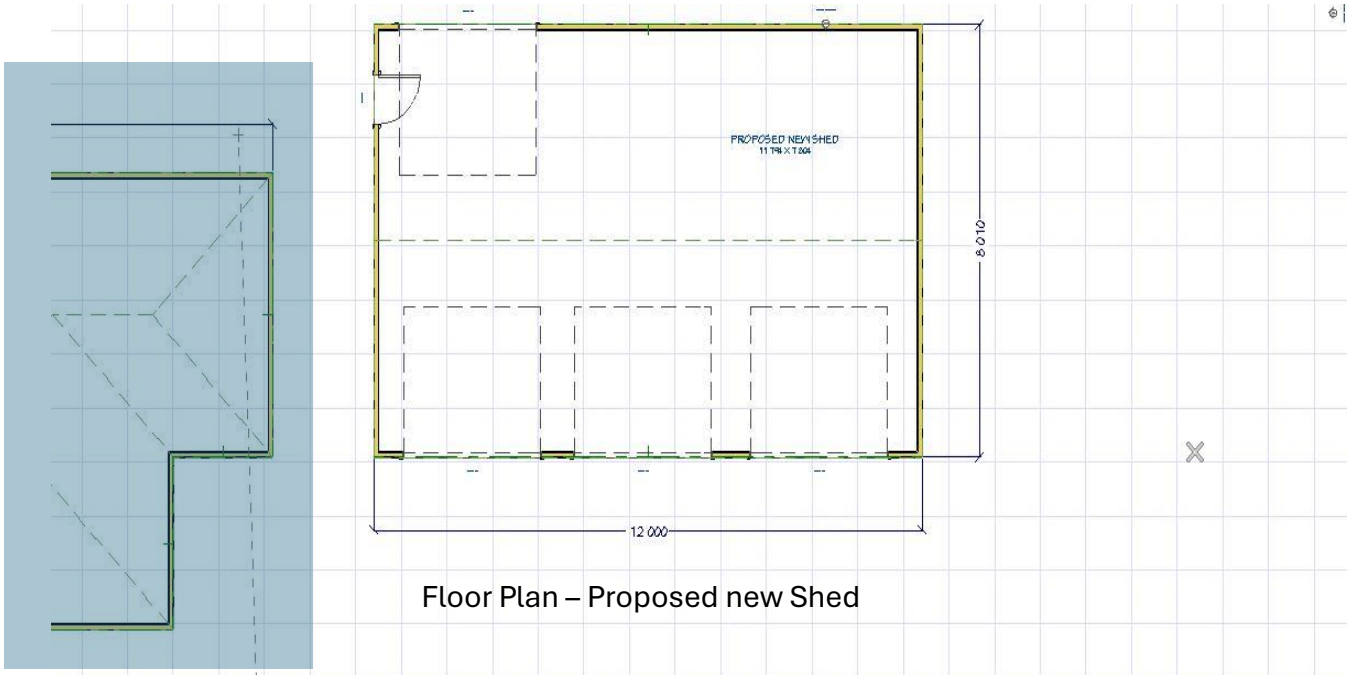 PROPOSED NEW SHED
8 010
12 000
Floor Plan – Proposed new Shed